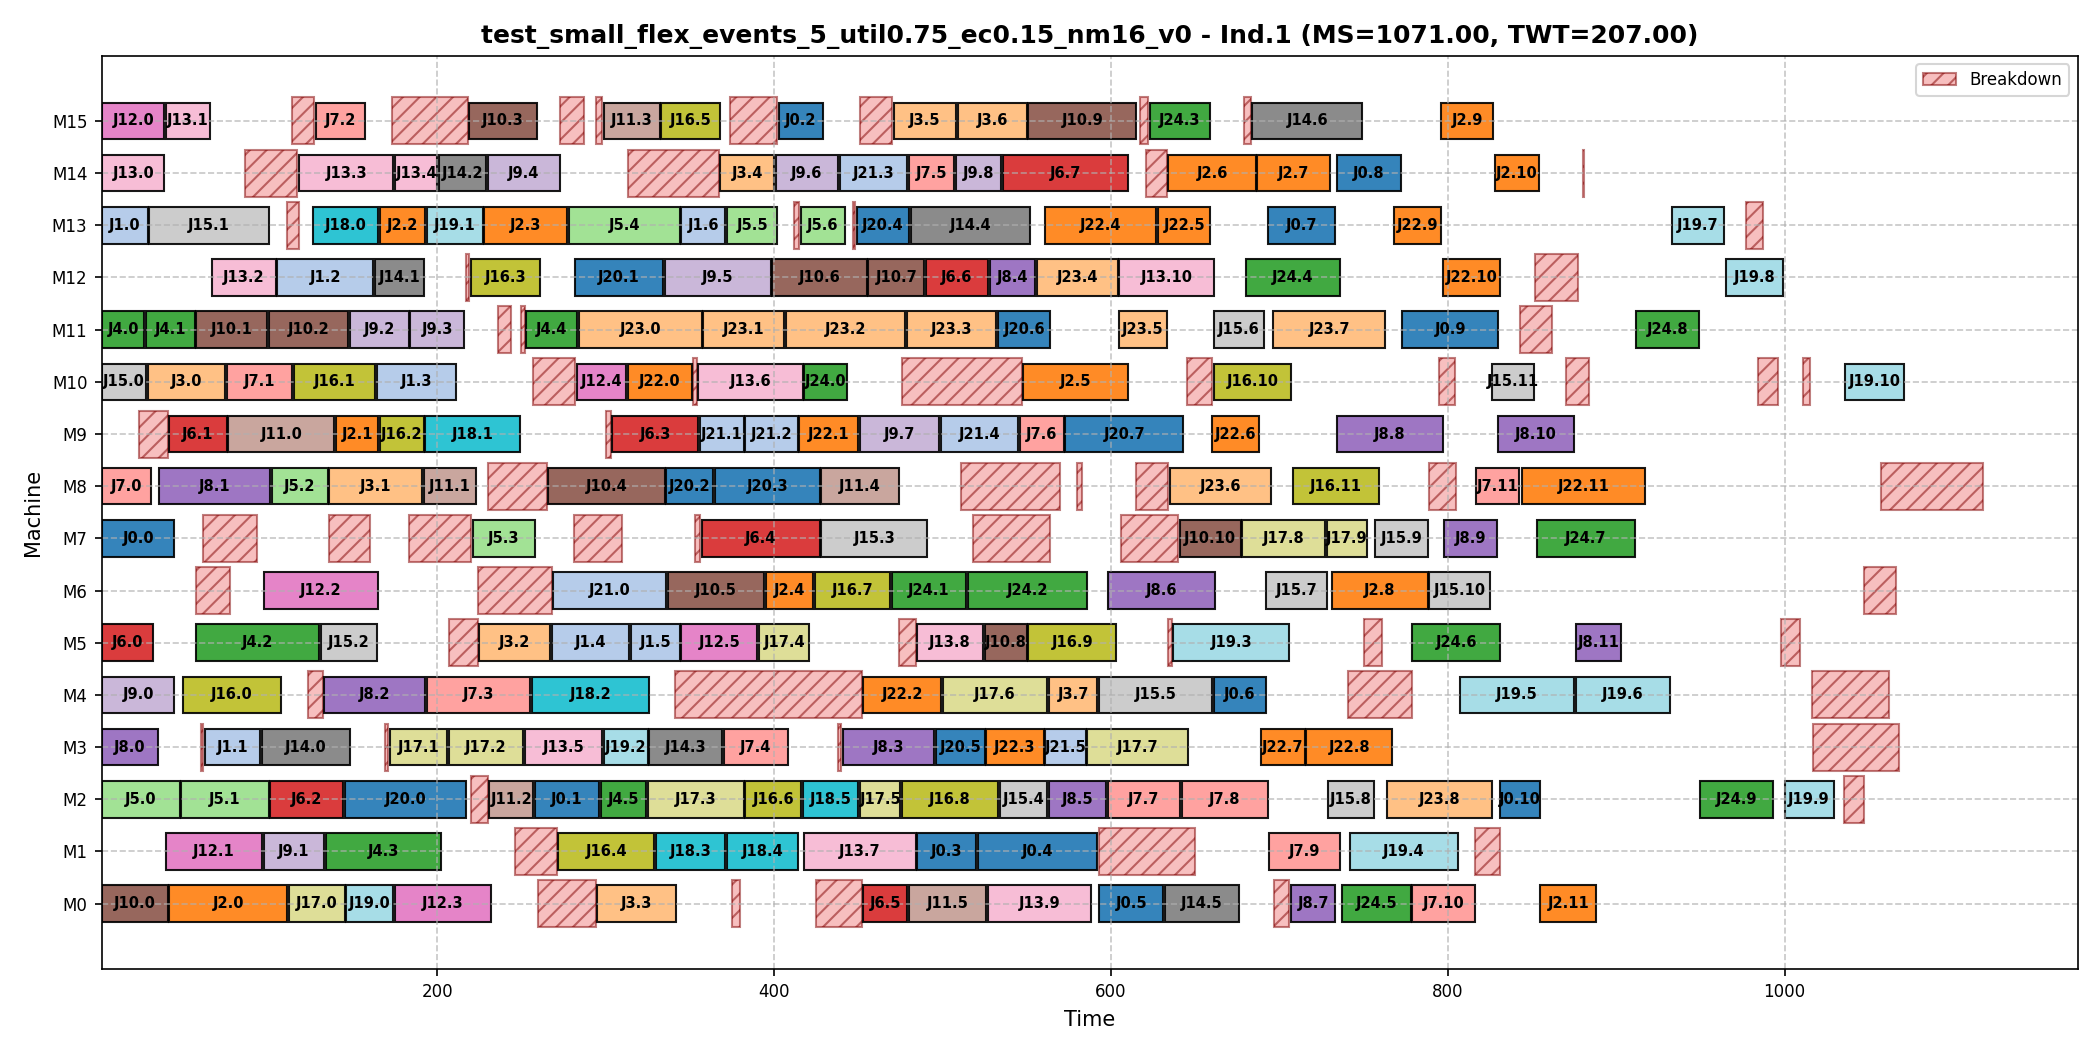 test_small_flex_events_5_util0.75_ec0.15_nm16_v0 - Ind.1 (MS=1071.00, TWT=207.00)
Breakdown
M15 J12.0 J13.1 J7.2 J10.3 J11.3 J16.5 J0.2 J3.5 J3.6 J10.9 J24.3 J14.6 J2.9
M14 J13.0 J13.3 J13.4 J14.2 J9.4 J3.4 J9.6 J21.3 J7.5 J9.8 J6.7 J2.6 J2.7 J0.8 J2.10
M13 J1.0 J15.1 J18.0 J2.2 J19.1 J2.3 J5.4 J1.6 J5.5 J5.6 J20.4 J14.4 J22.4 J22.5 J0.7 J22.9 J19.7
M12 J13.2 J1.2 J14.1 J16.3 J20.1 J9.5 J10.6 J10.7 J6.6 J8.4 J23.4 J13.10 J24.4 J22.10 J19.8
M11 J4.0 J4.1 J10.1 J10.2 J9.2 J9.3 J4.4 J23.0 J23.1 J23.2 J23.3 J20.6 J23.5 J15.6 J23.7 J0.9 J24.8
M10 J15.0 J3.0 J7.1 J16.1 J1.3 J12.4 J22.0 J13.6 J24.0 J2.5 J16.10 J15.11 J19.10
M9 J6.1 J11.0 J2.1 J16.2 J18.1 J6.3 J21.1 J21.2 J22.1 J9.7 J21.4 J7.6 J20.7 J22.6 J8.8 J8.10
M8 J7.0 J8.1 J5.2 J3.1 J11.1 J10.4 J20.2 J20.3 J11.4 J23.6 J16.11 J7.11 J22.11
M7 J0.0 J5.3 J6.4 J15.3 J10.10 J17.8 J17.9 J15.9 J8.9 J24.7
M6 J12.2 J21.0 J10.5 J2.4 J16.7 J24.1 J24.2 J8.6 J15.7 J2.8 J15.10
M5 J6.0 J4.2 J15.2 J3.2 J1.4 J1.5 J12.5 J17.4 J13.8 J10.8 J16.9 J19.3 J24.6 J8.11
M4 J9.0 J16.0 J8.2 J7.3 J18.2 J22.2 J17.6 J3.7 J15.5 J0.6 J19.5 J19.6
M3 J8.0 J1.1 J14.0 J17.1 J17.2 J13.5 J19.2 J14.3 J7.4 J8.3 J20.5 J22.3 J21.5 J17.7 J22.7 J22.8
M2 J5.0 J5.1 J6.2 J20.0 J11.2 J0.1 J4.5 J17.3 J16.6 J18.5 J17.5 J16.8 J15.4 J8.5 J7.7 J7.8 J15.8 J23.8 J0.10 J24.9 J19.9
M1 J12.1 J9.1 J4.3 J16.4 J18.3 J18.4 J13.7 J0.3 J0.4 J7.9 J19.4
M0 J10.0 J2.0 J17.0 J19.0 J12.3 J3.3 J6.5 J11.5 J13.9 J0.5 J14.5 J8.7 J24.5 J7.10 J2.11
200 400 600 800 1000
Time
Machine